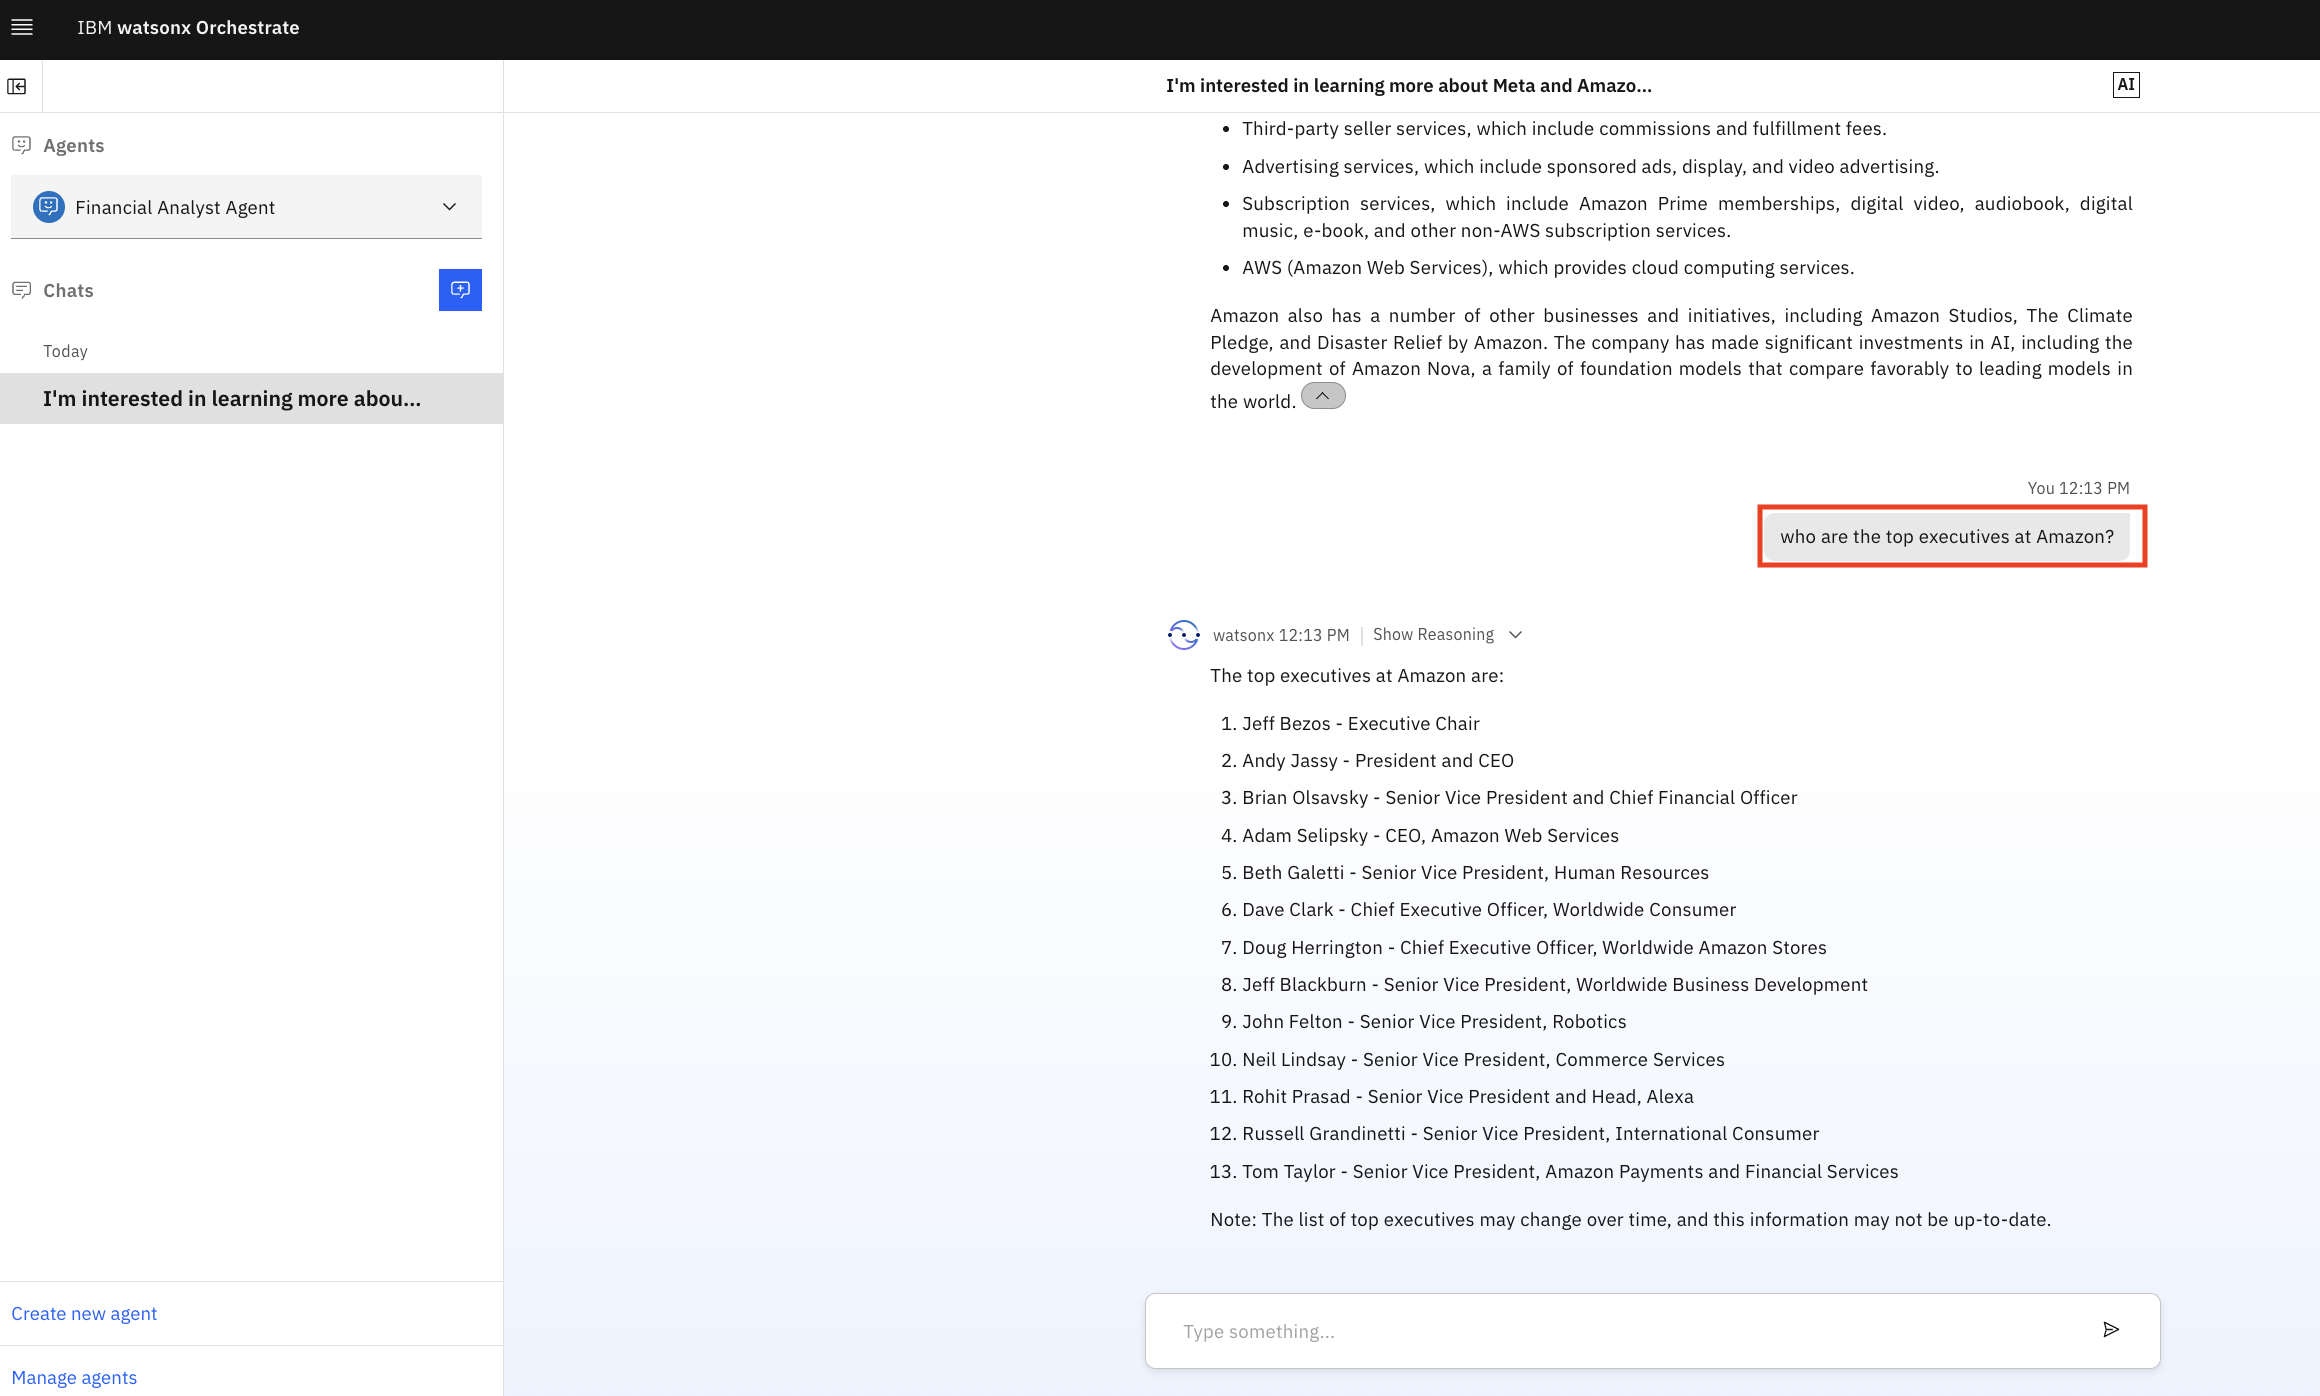 IBM watsonx Orchestrate
I'm interested in learning more about Meta and Amazo...
AI
Agents
Financial Analyst Agent
Chats
Today
I'm interested in learning more abou...
Create new agent
Manage agents
• Third-party seller services, which include commissions and fulfillment fees.
• Advertising services, which include sponsored ads, display, and video advertising.
• Subscription services, which include Amazon Prime memberships, digital video, audiobook, digital
music, e-book, and other non-AWS subscription services.
• AWS (Amazon Web Services), which provides cloud computing services.
Amazon also has a number of other businesses and initiatives, including Amazon Studios, The Climate
Pledge, and Disaster Relief by Amazon. The company has made significant investments in AI, including the
development of Amazon Nova, a family of foundation models that compare favorably to leading models in
the world.
You 12:13 PM
who are the top executives at Amazon?
watsonx 12:13 PM | Show Reasoning
The top executives at Amazon are:
1. Jeff Bezos - Executive Chair
2. Andy Jassy - President and CEO
3. Brian Olsavsky - Senior Vice President and Chief Financial Officer
4. Adam Selipsky - CEO, Amazon Web Services
5. Beth Galetti - Senior Vice President, Human Resources
6. Dave Clark - Chief Executive Officer, Worldwide Consumer
7. Doug Herrington - Chief Executive Officer, Worldwide Amazon Stores
8. Jeff Blackburn - Senior Vice President, Worldwide Business Development
9. John Felton - Senior Vice President, Robotics
10. Neil Lindsay - Senior Vice President, Commerce Services
11. Rohit Prasad - Senior Vice President and Head, Alexa
12. Russell Grandinetti - Senior Vice President, International Consumer
13. Tom Taylor - Senior Vice President, Amazon Payments and Financial Services
Note: The list of top executives may change over time, and this information may not be up-to-date.
Type something...